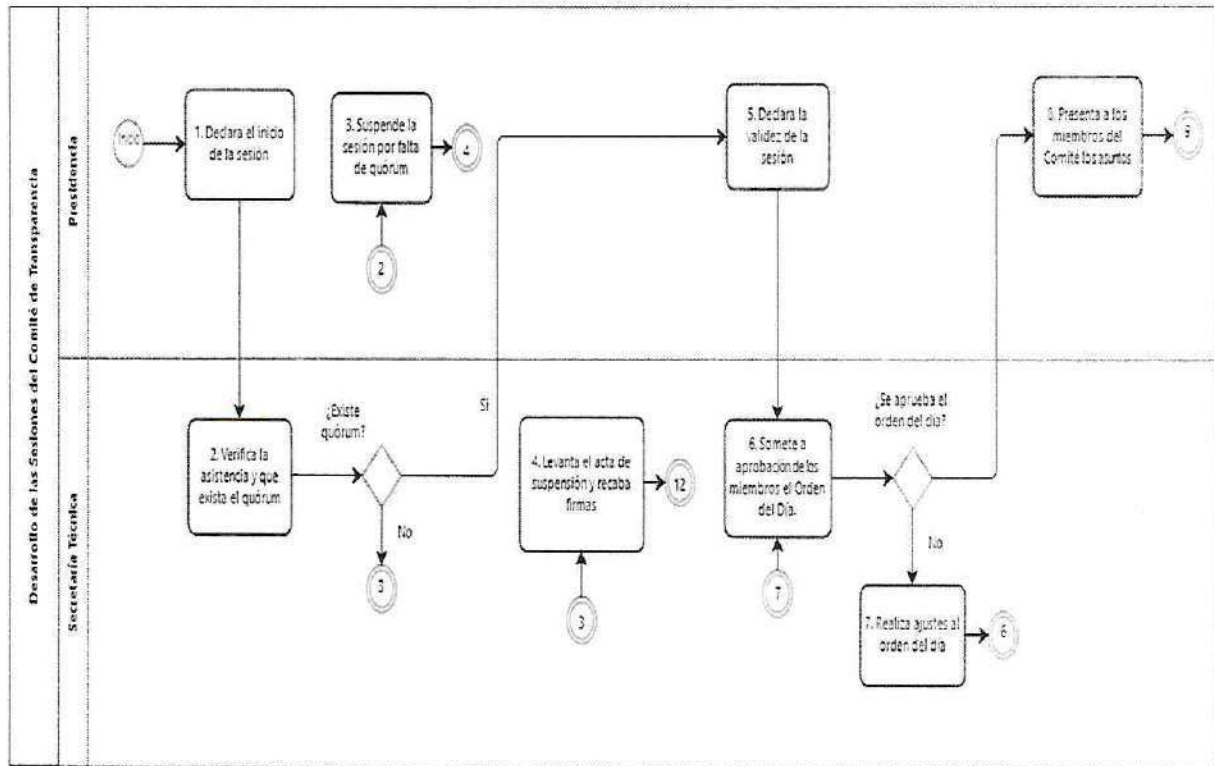 Desarrollo de las Sesiones del Comité de Transparencia
Presidencia
Inicio
1. Declara el inicio
de la sesión
3. Suspende la
sesión por falta
de quórum
4
2
5. Declara la
validez de la
sesión
8. Presenta a los
miembros del
Comité los asuntos
9
Secretaría Técnica
2. Verifica la
asistencia y que
exista el quórum
¿Existe
quórum?
Si
No
3
4. Levanta el acta de
suspensión y recaba
firmas
12
3
6. Somete a
aprobación de los
miembros el Orden
del Día.
7
¿Se aprueba el
orden del día?
No
7. Realiza ajustes al
orden del día
6